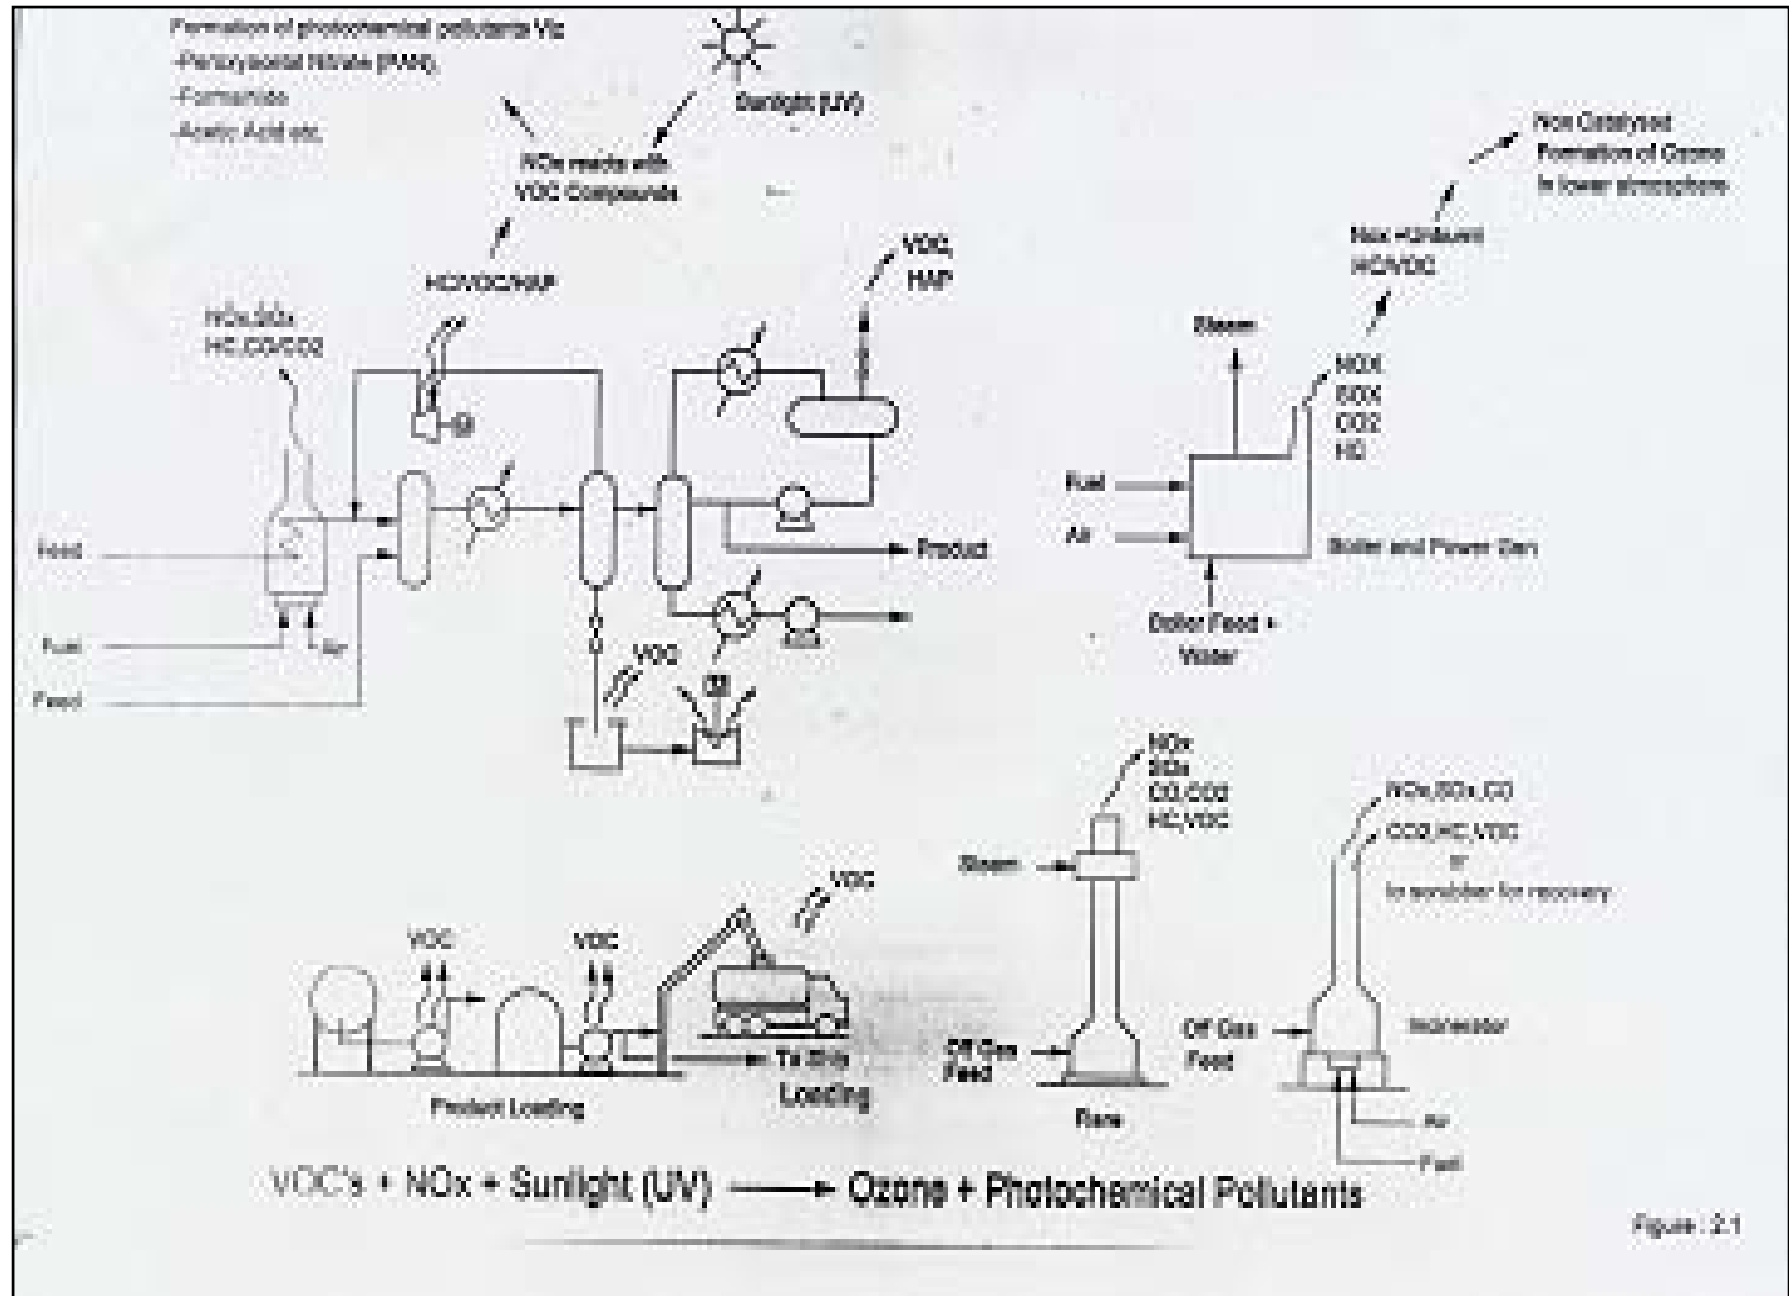 Formation of photochemical pollutants Viz
-Peroxyacetal Nitrate (PAN),
-Acetic Acid etc.
Sunlight (UV)
NOx reacts with
VOC Compounds
HC/VOC/HAP
NOx,SOx
HC,CO/CO2
VOC,
HAP
Feed
Fuel
Air
Feed
Product
VOC
M
Nox Catalysed
Formation of Ozone
in lower atmosphere
HC/VOC
Steam
NOX
SOX
CO2
HC
Fuel
Air
Boiler and Power Gen
Boiler Feed +
Water
NOx
SOx
CO,CO2
HC,VOC
Steam
Off Gas
Feed
Flare
NOx,SOx,CO
CO2,HC,VOC
or
to scrubber for recovery
Off Gas
Feed
Incinerator
Air
Fuel
VOC
VOC
VOC
Loading
Product Loading
VOC's + NOx + Sunlight (UV) Ozone + Photochemical Pollutants
Figure : 2.1